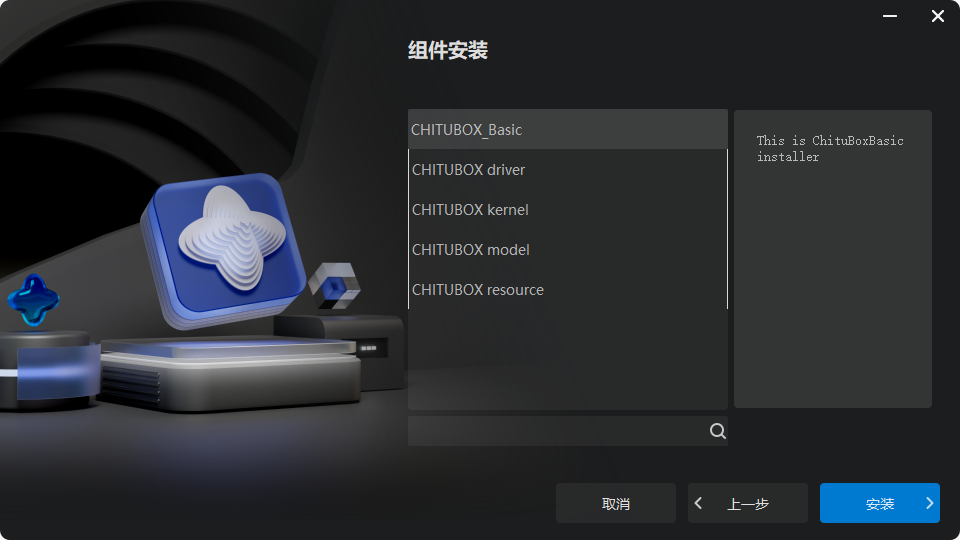 组件安装
CHITUBOX_Basic
CHITUBOX driver
CHITUBOX kernel
CHITUBOX model
CHITUBOX resource
This is ChituBoxBasic
installer
取消
上一步
安装